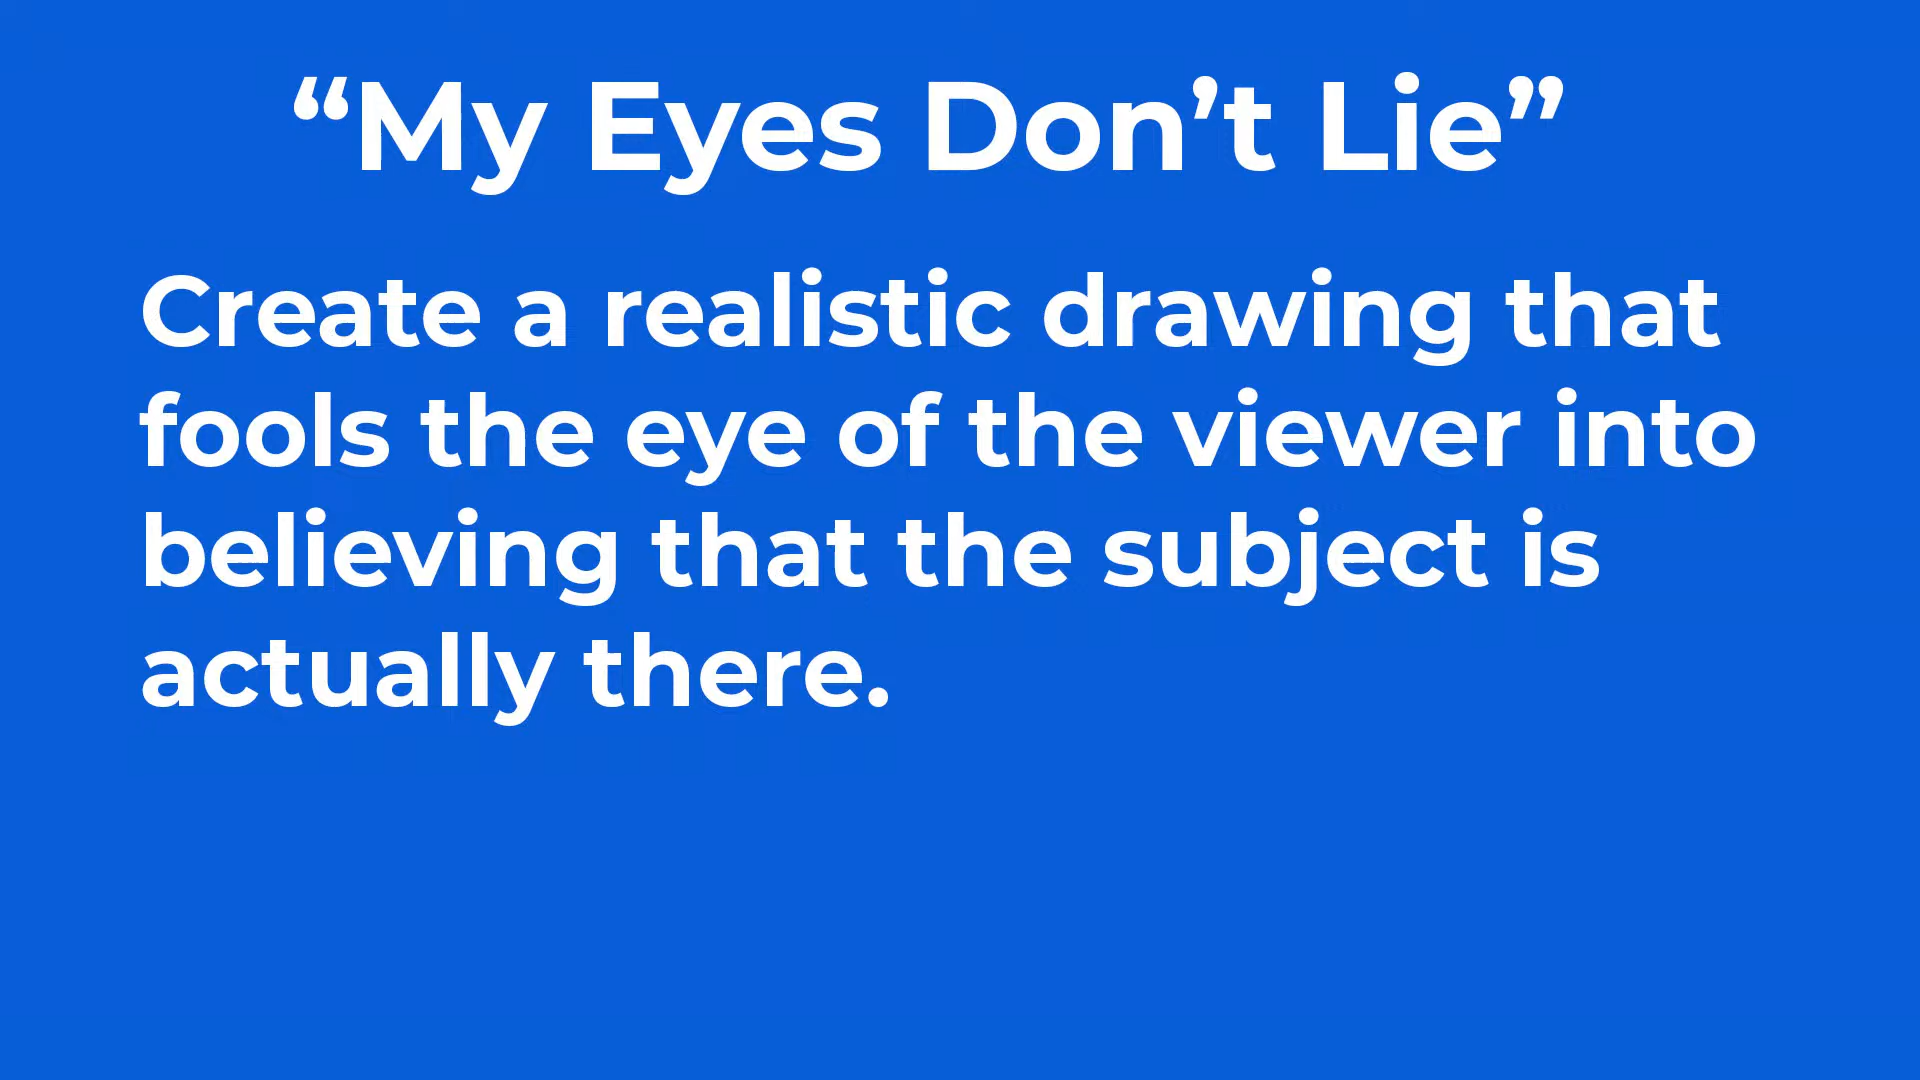 “My Eyes Don’t Lie”
Create a realistic drawing that
fools the eye of the viewer into
believing that the subject is
actually there.